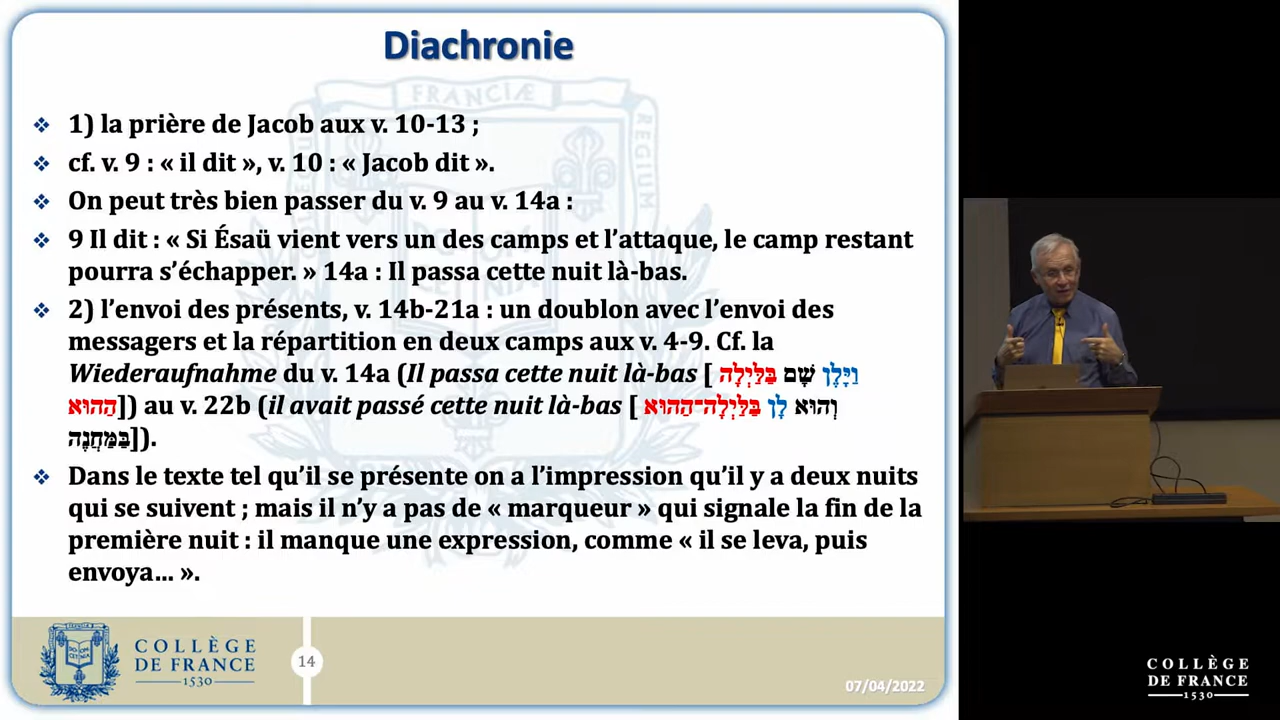 Diachronie
❖ 1) la prière de Jacob aux v. 10-13 ;
❖ cf. v. 9 : « il dit », v. 10 : « Jacob dit ».
❖ On peut très bien passer du v. 9 au v. 14a :
❖ 9 Il dit : « Si Ésaü vient vers un des camps et l’attaque, le camp restant
pourra s’échapper. » 14a : Il passa cette nuit là-bas.
❖ 2) l’envoi des présents, v. 14b-21a : un doublon avec l’envoi des
messagers et la répartition en deux camps aux v. 4-9. Cf. la
Wiederaufnahme du v. 14a (Il passa cette nuit là-bas [ וַיָּלֶן שָׁם בַּלַּיְלָה
הַהוּא]) au v. 22b (il avait passé cette nuit là-bas [ וְהוּא לָן בַּלַּיְלָה־הַהוּא
בַּמַּחֲנֶה]).
❖ Dans le texte tel qu’il se présente on a l’impression qu’il y a deux nuits
qui se suivent ; mais il n’y a pas de « marqueur » qui signale la fin de la
première nuit : il manque une expression, comme « il se leva, puis
envoya… ».
FRANCIÆ
REGIUM
COLLÈGE
DE FRANCE
1530
14
07/04/2022
COLLÈGE
DE FRANCE
1530